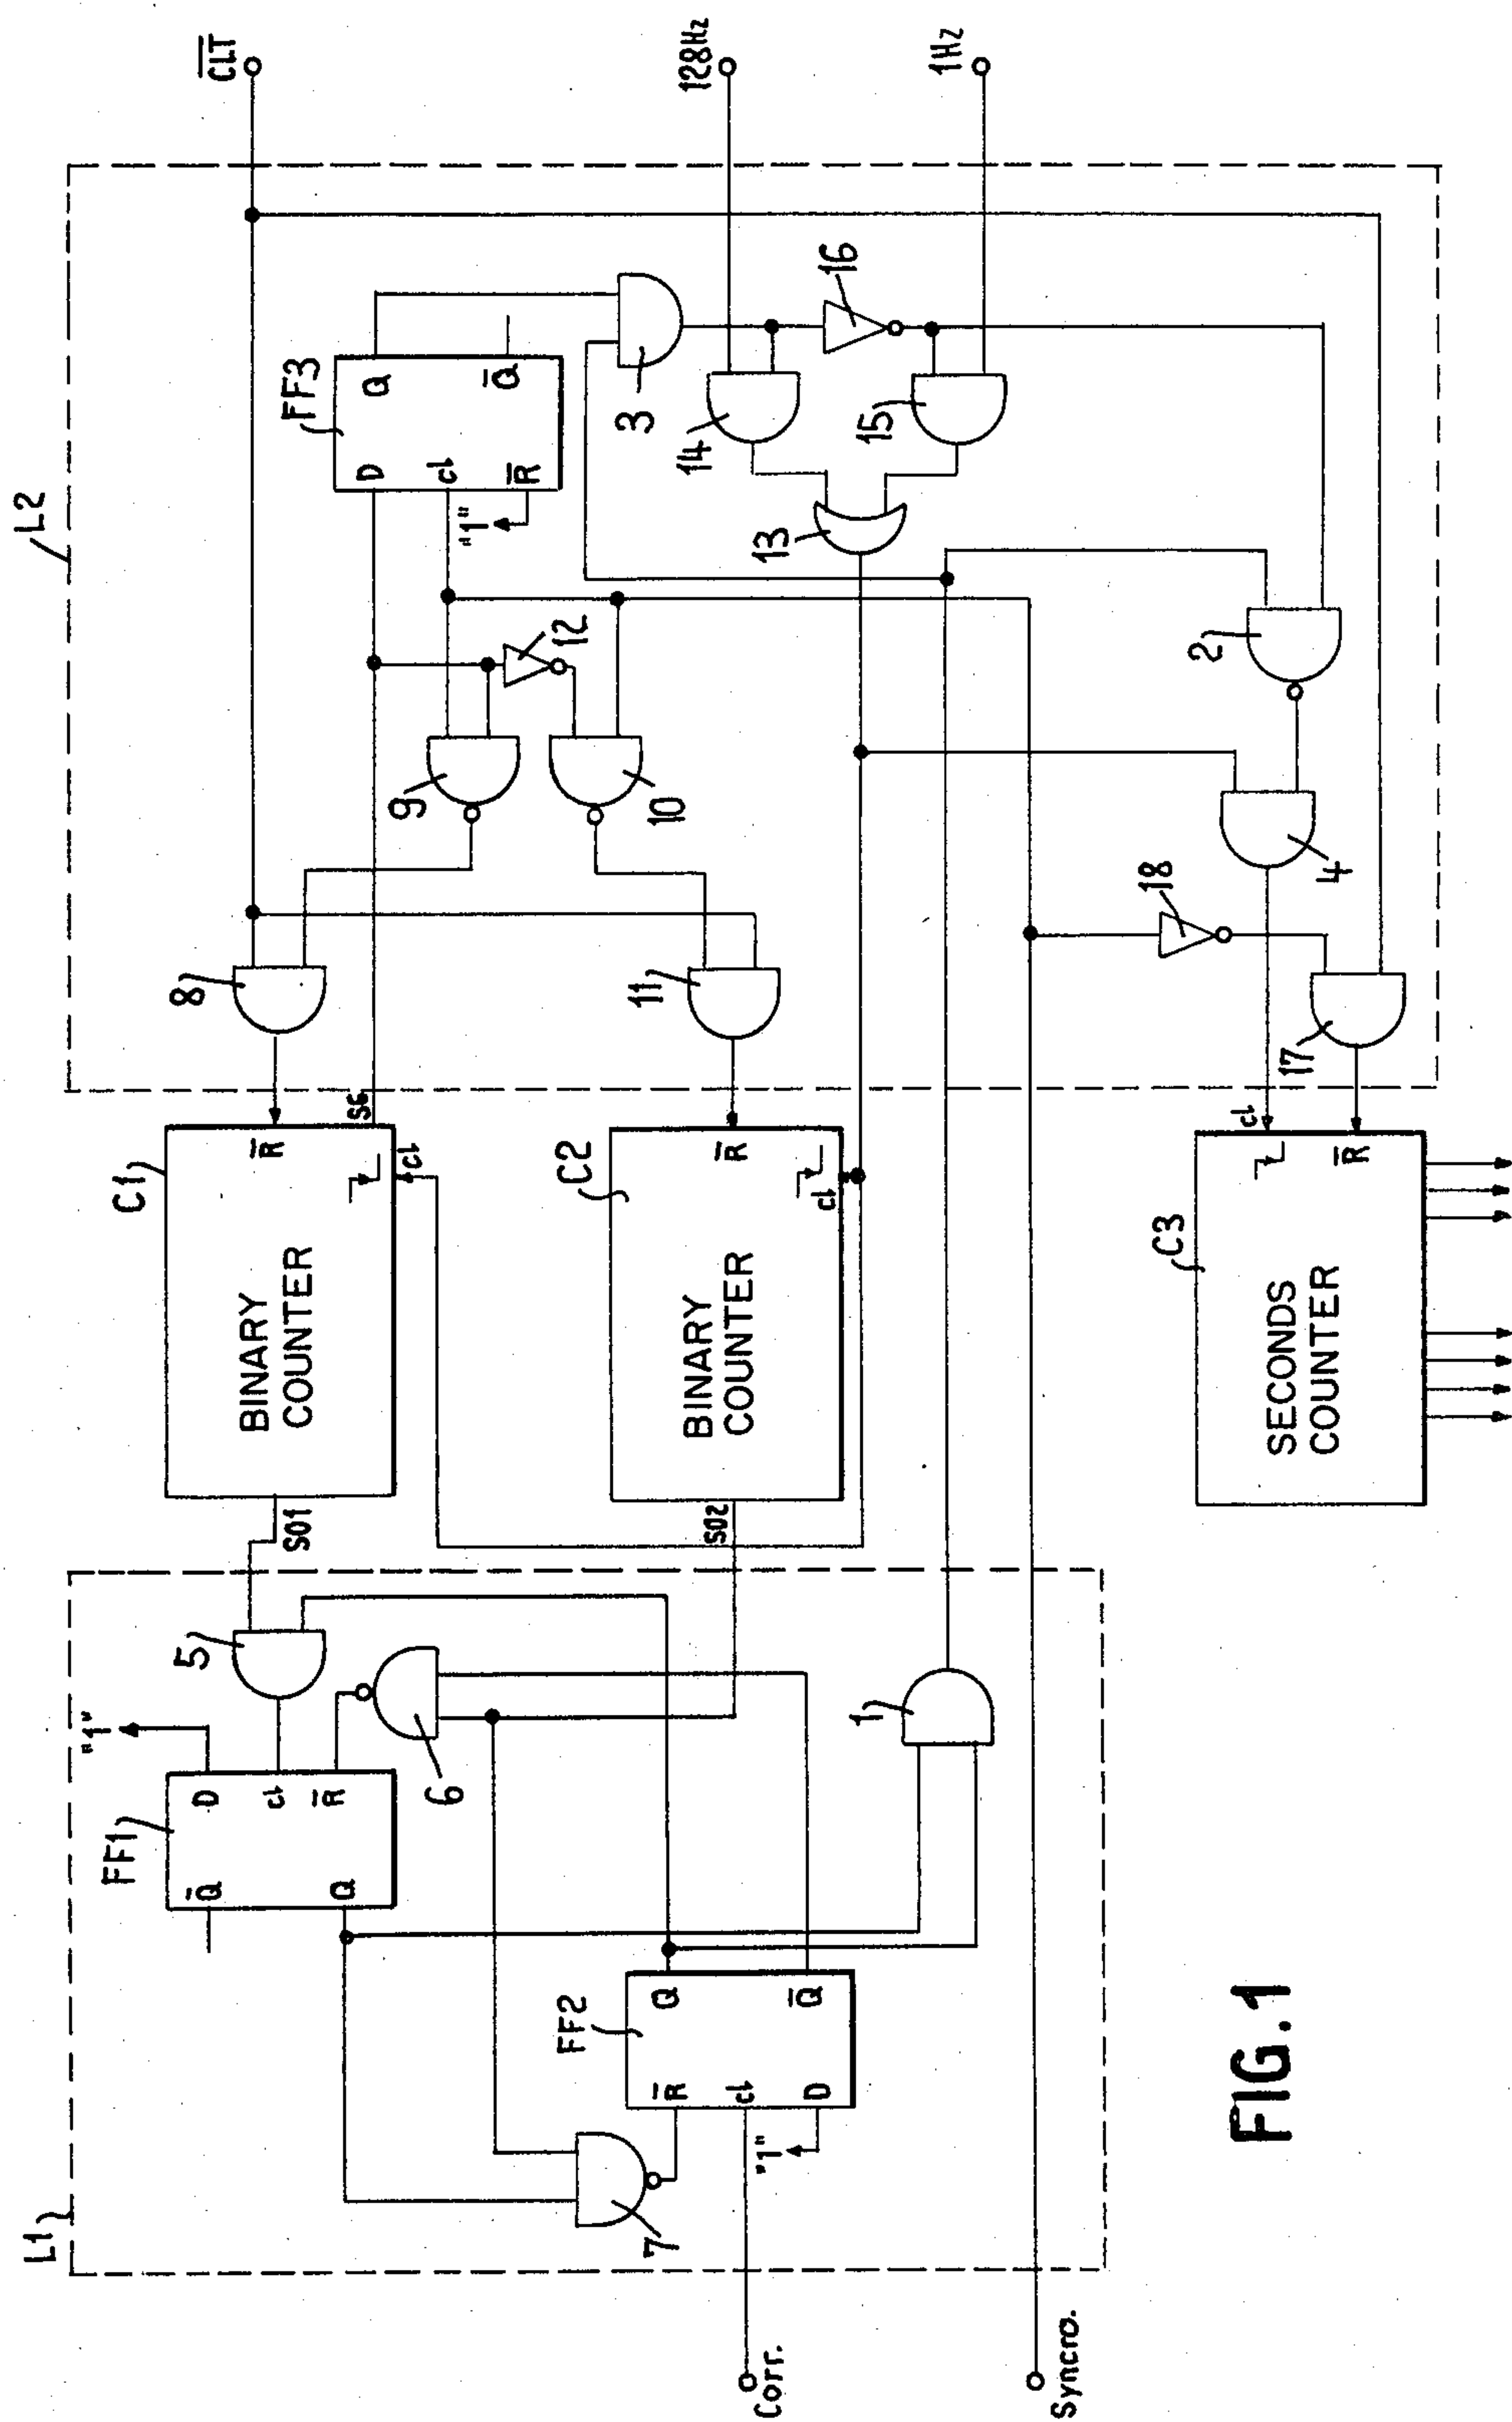 L1
L2
FF1
D
cl
R̅
Q̅
Q
"1"
5
6
7
FF2
R̅
cl
D
Q
Q̅
"1"
1
Corr.
Syncro.
C1
BINARY
COUNTER
S01
R̅
S6
cl
C2
BINARY
COUNTER
S02
R̅
cl
C3
SECONDS
COUNTER
cl
R̅
8
9
10
11
12
FF3
D
cl
R̅
Q
Q̅
"1"
3
13
14
15
16
2
4
17
18
C̅L̅T̅
128Hz
1Hz
FIG.1